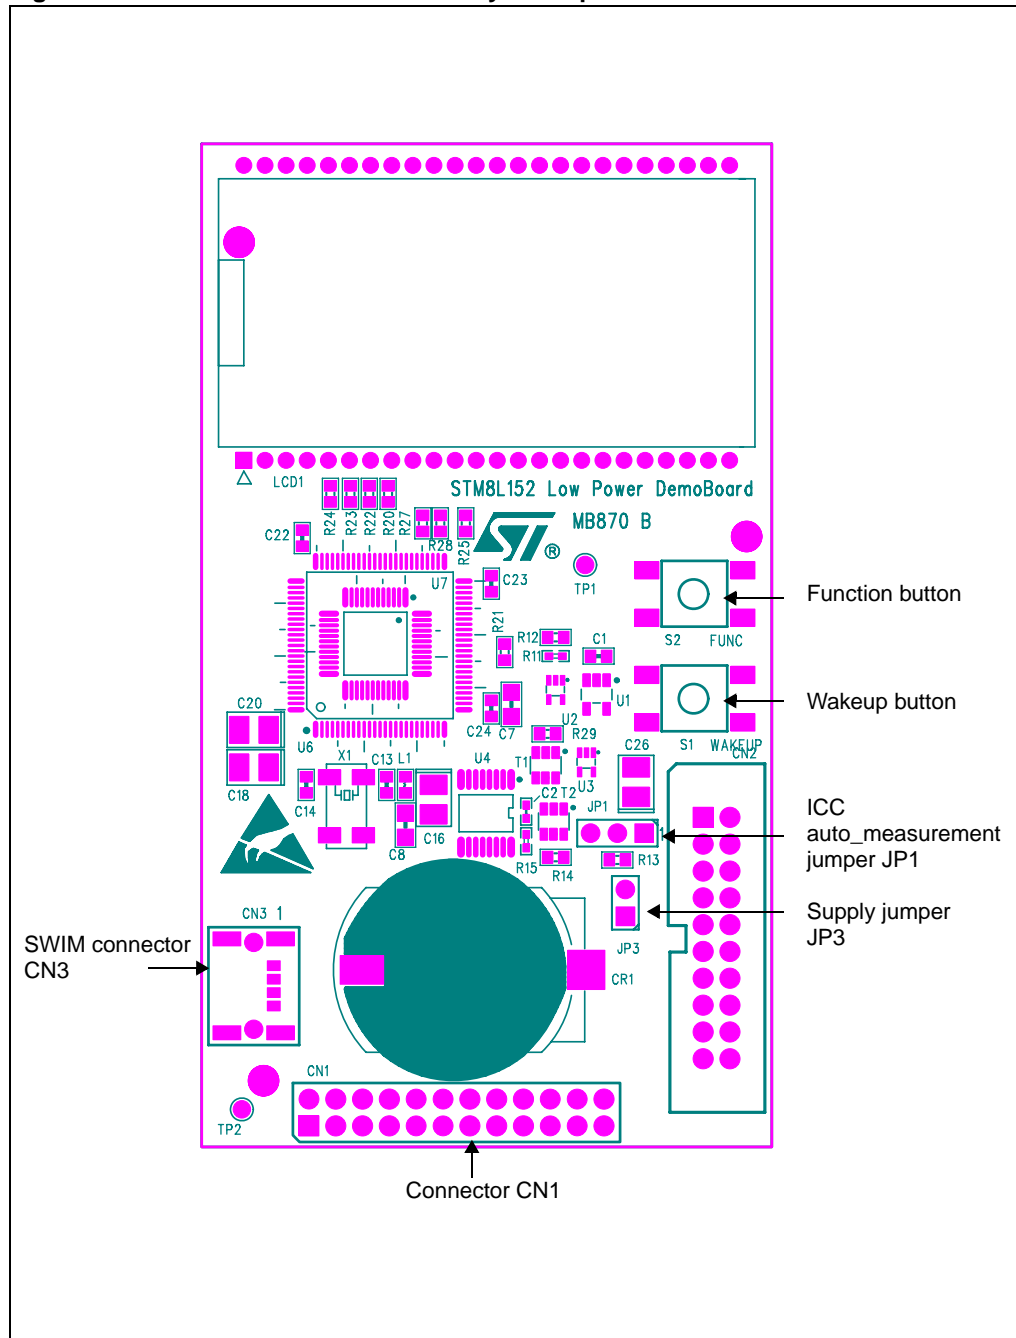 LCD1
STM8L152 Low Power DemoBoard
MB870 B
ST ®
R24
R23
R22
R20
R27
R28
R25
C22
U7
C23
TP1
R21
R12
R11
C1
S2 FUNC
Function button
U1
U2
C24
C7
R29
S1 WAKEUP
Wakeup button
CN2
C20
U6
X1
C13
L1
U4
T1
U3
C26
C18
C14
C8
C16
C2
T2
JP1
1
ICC
auto_measurement
jumper JP1
R15
R14
R13
JP3
Supply jumper
JP3
CN3 1
SWIM connector
CN3
CR1
CN1
TP2
Connector CN1